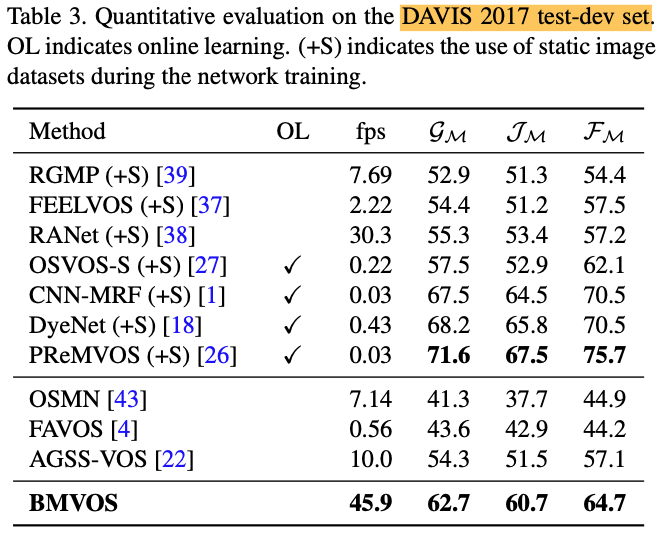 Table 3. Quantitative evaluation on the DAVIS 2017 test-dev set.
OL indicates online learning. (+S) indicates the use of static image
datasets during the network training.
Method OL fps 𝒢ℳ 𝒥ℳ ℱℳ
RGMP (+S) [39] 7.69 52.9 51.3 54.4
FEELVOS (+S) [37] 2.22 54.4 51.2 57.5
RANet (+S) [38] 30.3 55.3 53.4 57.2
OSVOS-S (+S) [27] ✓ 0.22 57.5 52.9 62.1
CNN-MRF (+S) [1] ✓ 0.03 67.5 64.5 70.5
DyeNet (+S) [18] ✓ 0.43 68.2 65.8 70.5
PReMVOS (+S) [26] ✓ 0.03 71.6 67.5 75.7
OSMN [43] 7.14 41.3 37.7 44.9
FAVOS [4] 0.56 43.6 42.9 44.2
AGSS-VOS [22] 10.0 54.3 51.5 57.1
BMVOS 45.9 62.7 60.7 64.7